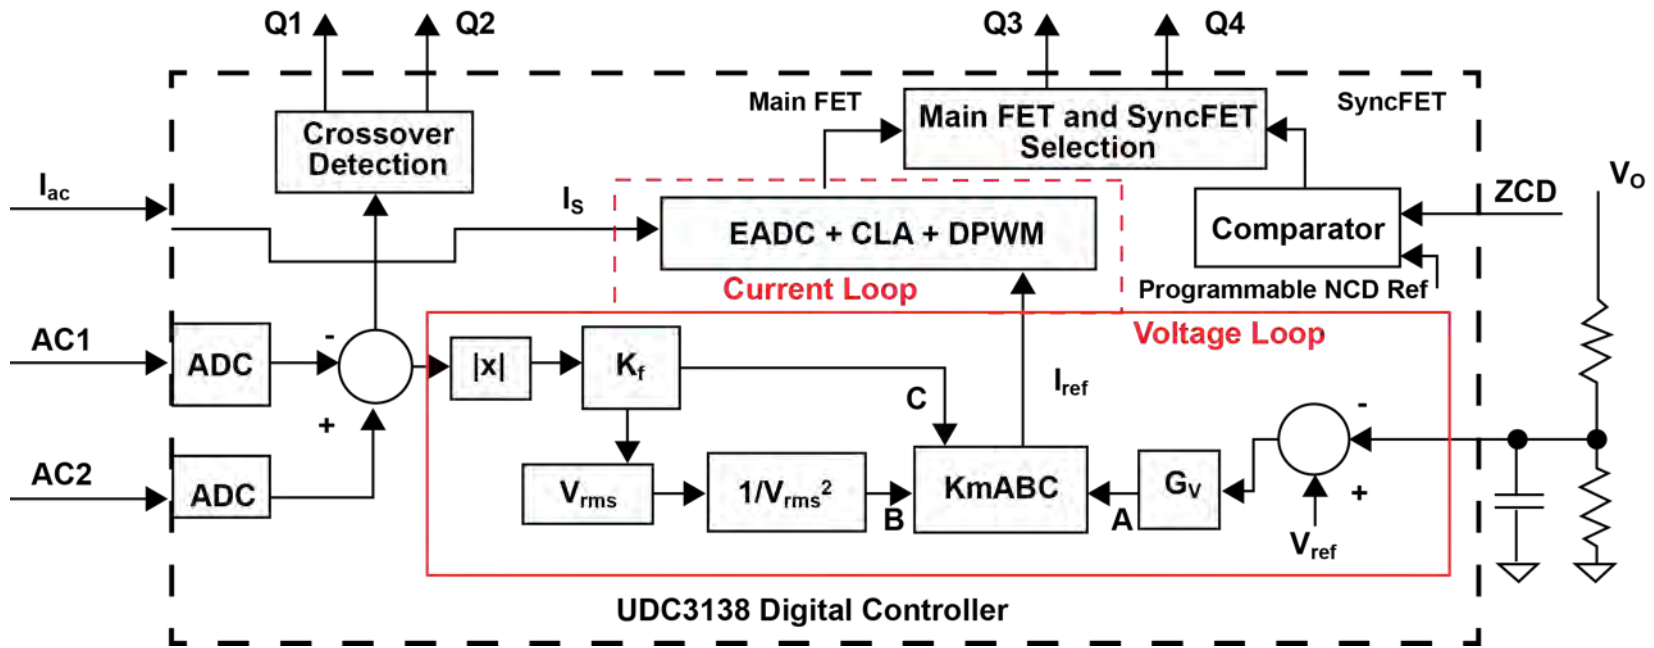 Q1
Q2
Q3
Q4
Main FET
Main FET and SyncFET
Selection
SyncFET
Crossover
Detection
Iac
IS
EADC + CLA + DPWM
Current Loop
Comparator
ZCD
VO
Programmable NCD Ref
Voltage Loop
AC1
ADC
-
|x|
Kf
C
Iref
-
+
AC2
ADC
Vrms
1/Vrms²
B
KmABC
A
GV
+
Vref
UDC3138 Digital Controller